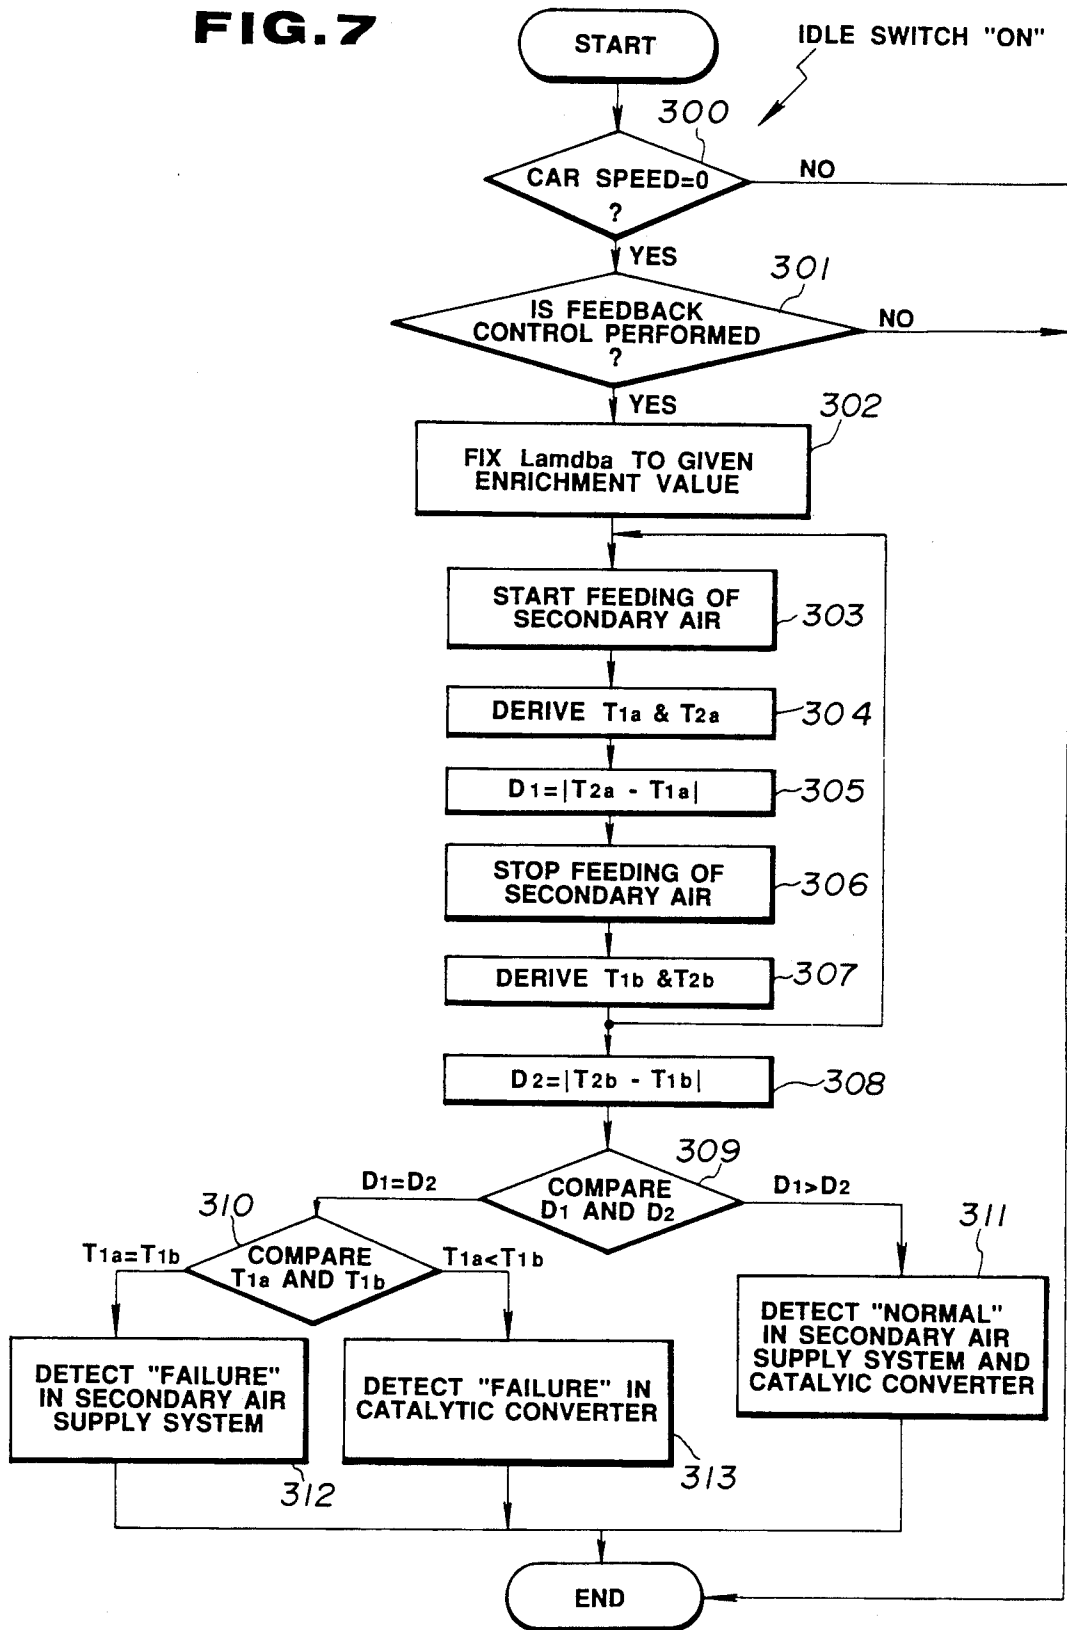 FIG.7
START
IDLE SWITCH "ON"
300
CAR SPEED=0
?
NO
YES
301
IS FEEDBACK
CONTROL PERFORMED
?
NO
YES
302
FIX Lamdba TO GIVEN
ENRICHMENT VALUE
START FEEDING OF
SECONDARY AIR
303
DERIVE T1a & T2a
304
D1=|T2a - T1a|
305
STOP FEEDING OF
SECONDARY AIR
306
DERIVE T1b &T2b
307
D2=|T2b - T1b|
308
309
COMPARE
D1 AND D2
D1=D2
D1>D2
310
COMPARE
T1a AND T1b
T1a=T1b
T1a<T1b
311
DETECT "NORMAL"
IN SECONDARY AIR
SUPPLY SYSTEM AND
CATALYIC CONVERTER
DETECT "FAILURE"
IN SECONDARY AIR
SUPPLY SYSTEM
312
DETECT "FAILURE" IN
CATALYTIC CONVERTER
313
END